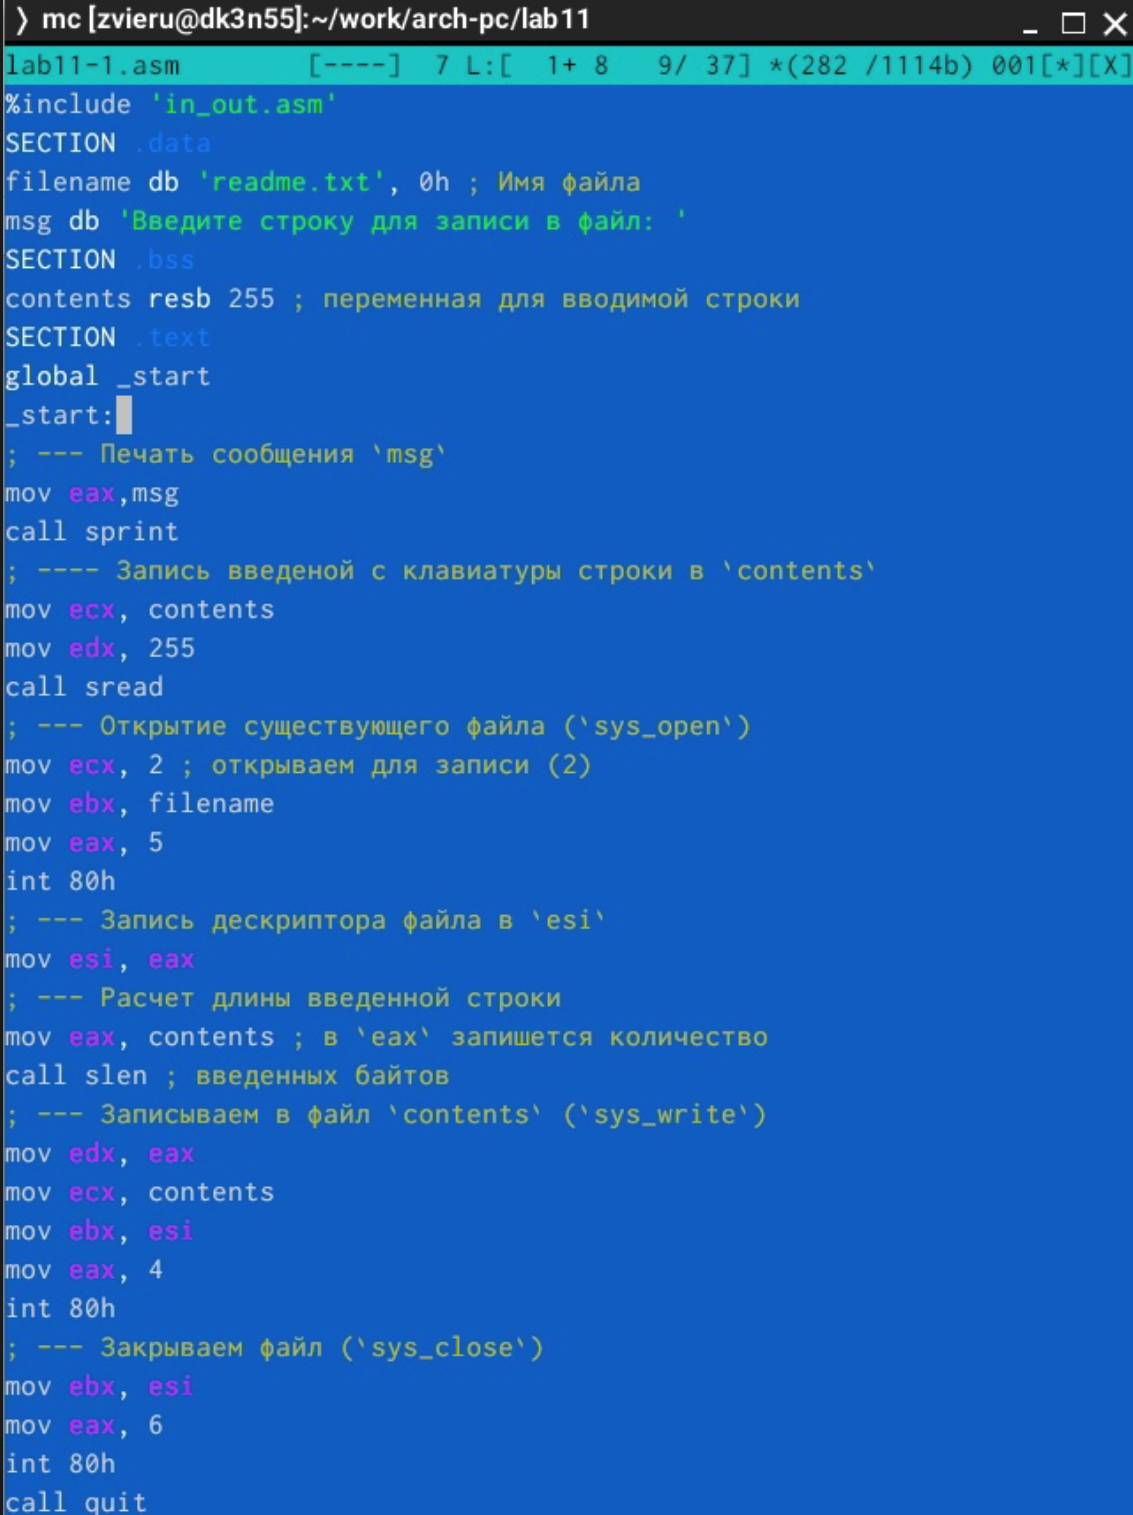 ❭ mc [zvieru@dk3n55]:~/work/arch-pc/lab11
lab11-1.asm [----] 7 L:[ 1+ 8 9/ 37] *(282 /1114b) 001[*][X]
%include 'in_out.asm'
SECTION .data
filename db 'readme.txt', 0h ; Имя файла
msg db 'Введите строку для записи в файл: '
SECTION .bss
contents resb 255 ; переменная для вводимой строки
SECTION .text
global _start
_start:
; --- Печать сообщения `msg`
mov eax,msg
call sprint
; ---- Запись введеной с клавиатуры строки в `contents`
mov ecx, contents
mov edx, 255
call sread
; --- Открытие существующего файла (`sys_open`)
mov ecx, 2 ; открываем для записи (2)
mov ebx, filename
mov eax, 5
int 80h
; --- Запись дескриптора файла в `esi`
mov esi, eax
; --- Расчет длины введенной строки
mov eax, contents ; в `eax` запишется количество
call slen ; введенных байтов
; --- Записываем в файл `contents` (`sys_write`)
mov edx, eax
mov ecx, contents
mov ebx, esi
mov eax, 4
int 80h
; --- Закрываем файл (`sys_close`)
mov ebx, esi
mov eax, 6
int 80h
call quit